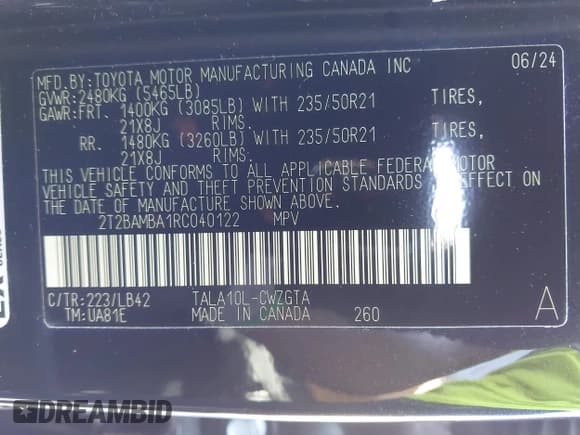 MFD.BY:TOYOTA MOTOR MANUFACTURING CANADA INC 06/24
GVWR:2480KG (5465LB)
GAWR:FRT. 1400KG (3085LB) WITH 235/50R21 TIRES,
21X8J RIMS.
RR. 1480KG (3260LB) WITH 235/50R21 TIRES,
21X8J RIMS.
THIS VEHICLE CONFORMS TO ALL APPLICABLE FEDERAL MOTOR
VEHICLE SAFETY AND THEFT PREVENTION STANDARDS IN EFFECT ON
THE DATE OF MANUFACTURE SHOWN ABOVE.
2T2BAMBA1RC040122 MPV
C/TR:223/LB42 TALA10L-CWZGTA A
TM:UA81E MADE IN CANADA 260
DREAMBID